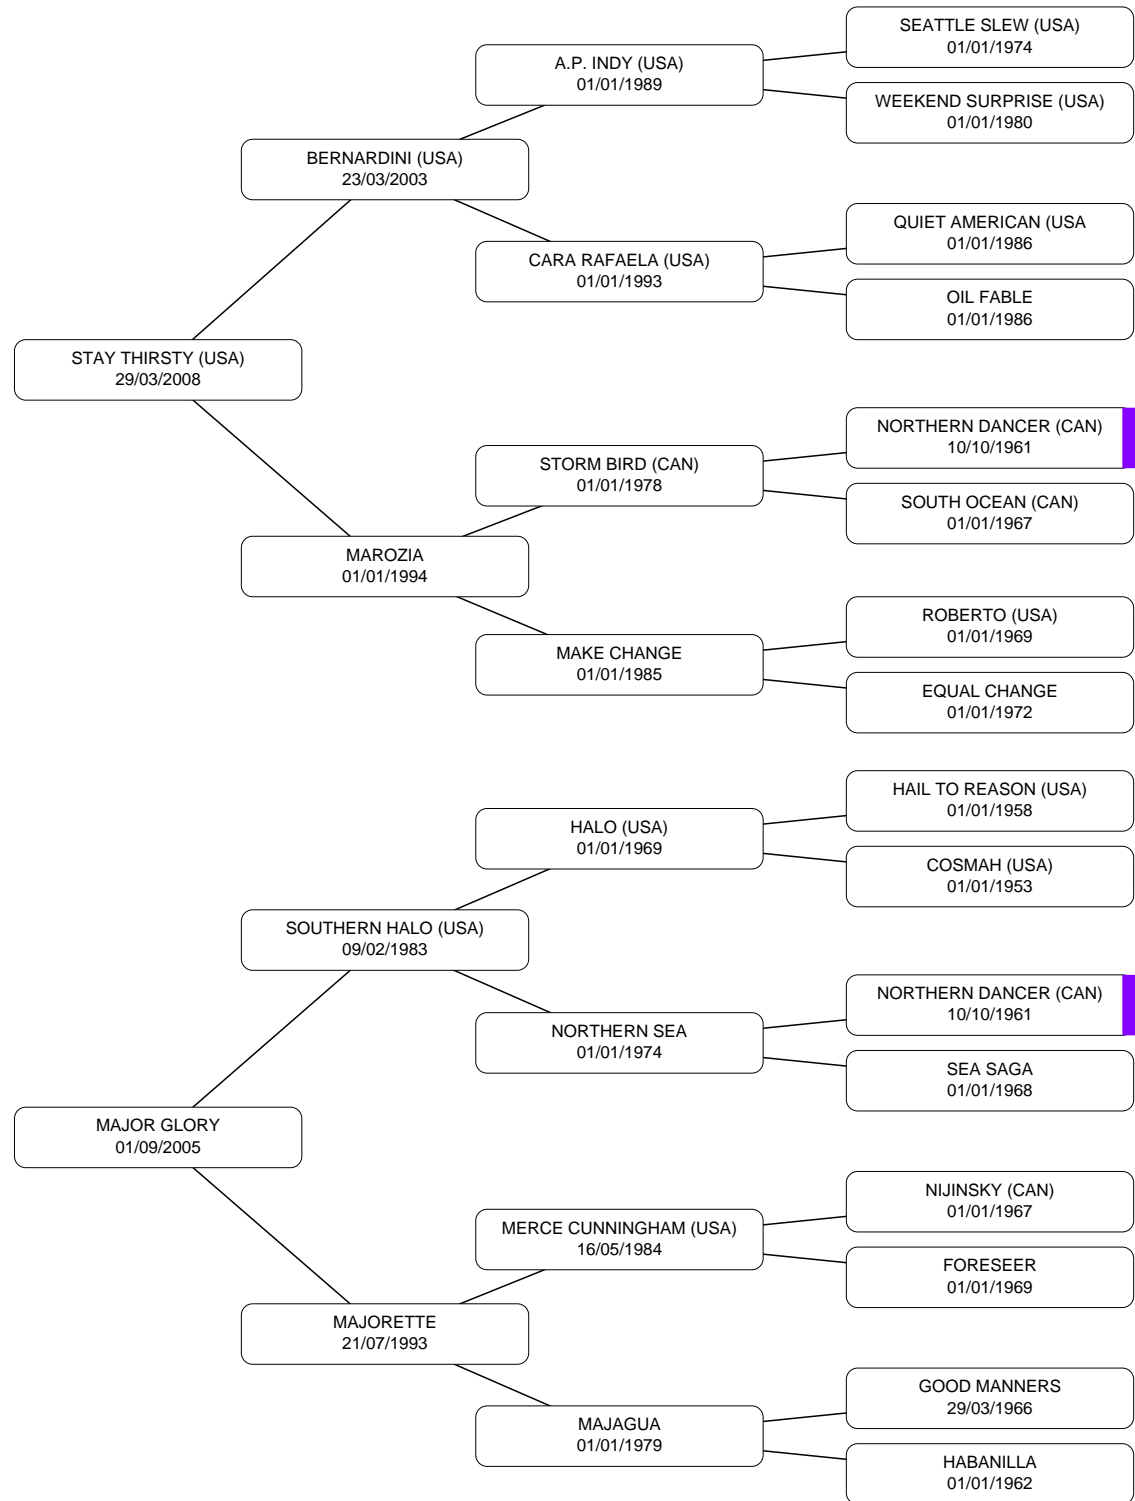 SEATTLE SLEW (USA)
01/01/1974
A.P. INDY (USA)
01/01/1989
WEEKEND SURPRISE (USA)
01/01/1980
BERNARDINI (USA)
23/03/2003
QUIET AMERICAN (USA
01/01/1986
CARA RAFAELA (USA)
01/01/1993
OIL FABLE
01/01/1986
STAY THIRSTY (USA)
29/03/2008
NORTHERN DANCER (CAN)
10/10/1961
STORM BIRD (CAN)
01/01/1978
SOUTH OCEAN (CAN)
01/01/1967
MAROZIA
01/01/1994
ROBERTO (USA)
01/01/1969
MAKE CHANGE
01/01/1985
EQUAL CHANGE
01/01/1972
HAIL TO REASON (USA)
01/01/1958
HALO (USA)
01/01/1969
COSMAH (USA)
01/01/1953
SOUTHERN HALO (USA)
09/02/1983
NORTHERN DANCER (CAN)
10/10/1961
NORTHERN SEA
01/01/1974
SEA SAGA
01/01/1968
MAJOR GLORY
01/09/2005
NIJINSKY (CAN)
01/01/1967
MERCE CUNNINGHAM (USA)
16/05/1984
FORESEER
01/01/1969
MAJORETTE
21/07/1993
GOOD MANNERS
29/03/1966
MAJAGUA
01/01/1979
HABANILLA
01/01/1962